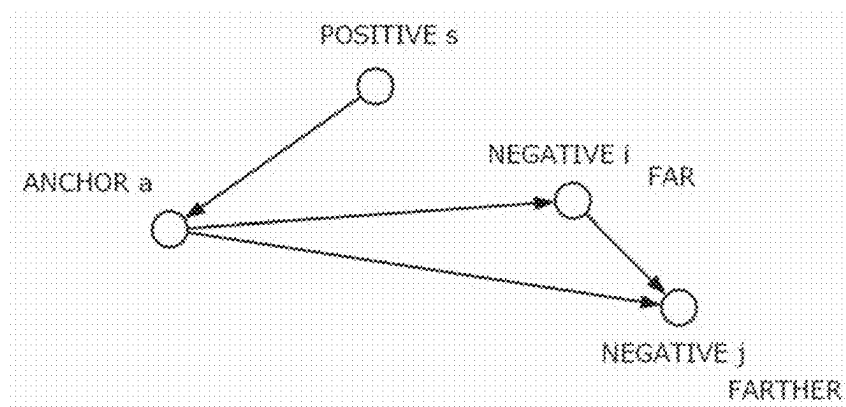 POSITIVE s
NEGATIVE i
FAR
ANCHOR a
NEGATIVE j
FARTHER